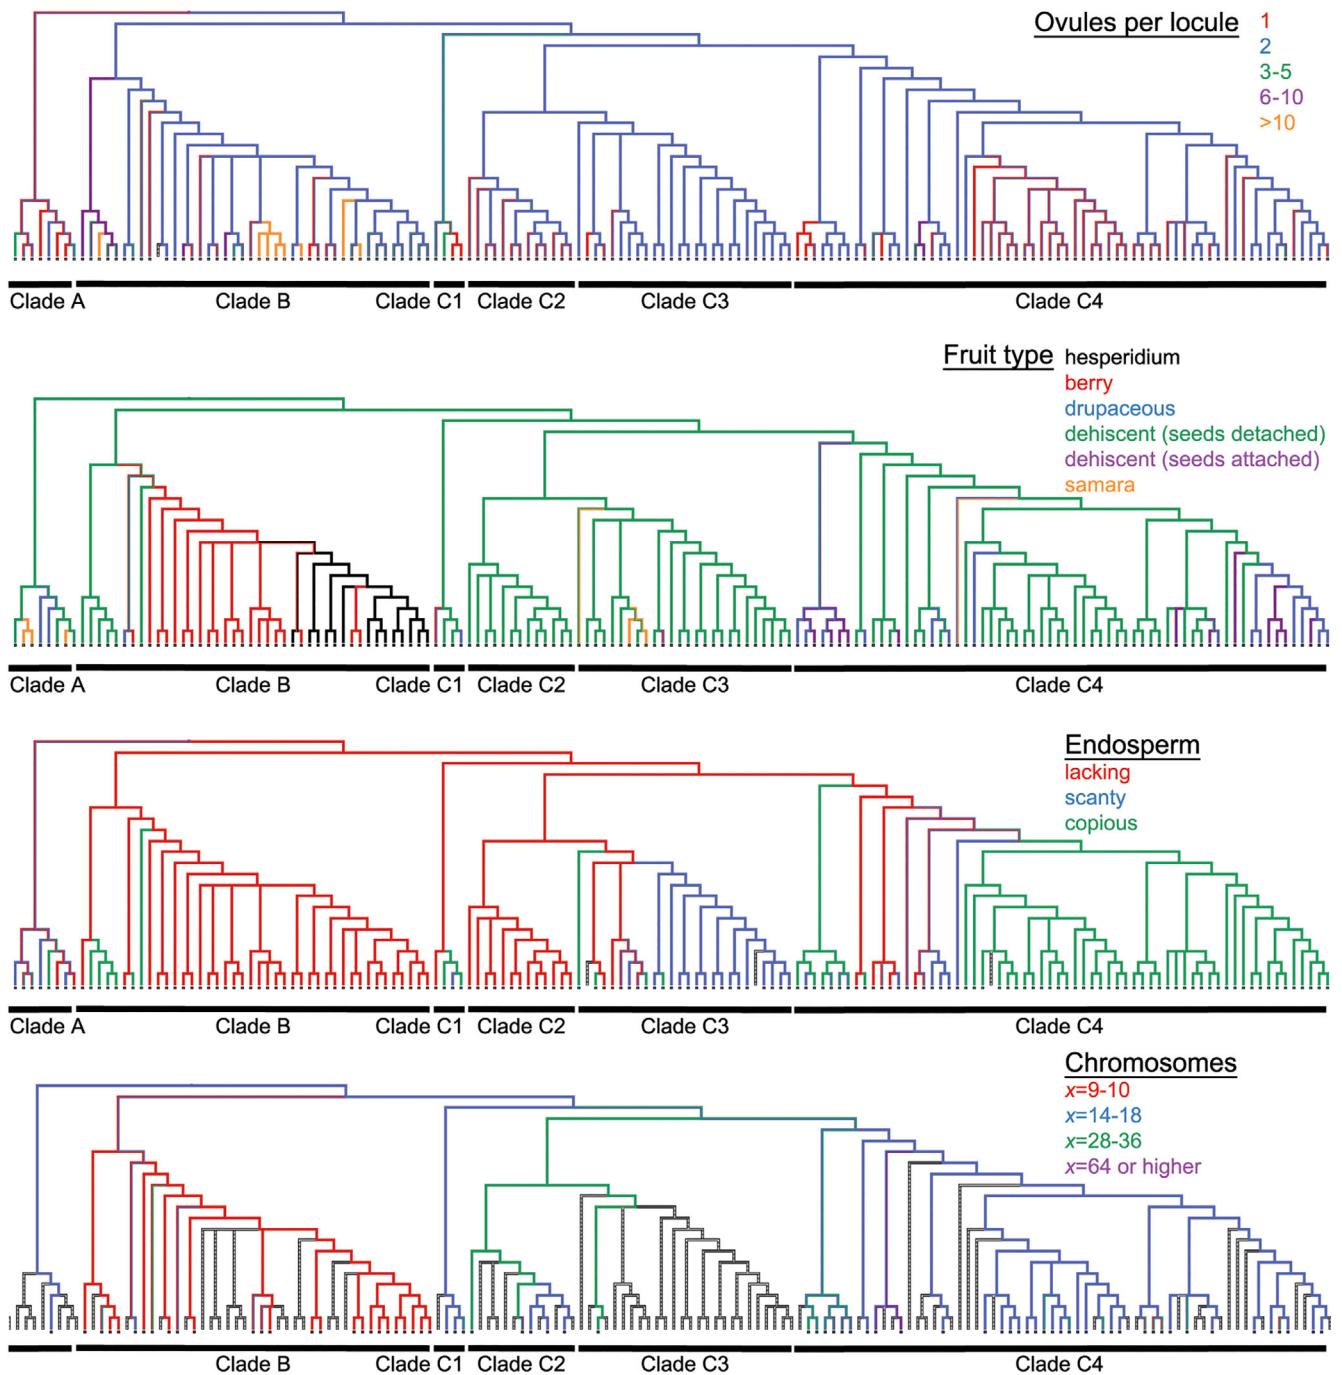 Ovules per locule
1
2
3-5
6-10
>10
Clade A Clade B Clade C1 Clade C2 Clade C3 Clade C4
Fruit type
hesperidium
berry
drupaceous
dehiscent (seeds detached)
dehiscent (seeds attached)
samara
Clade A Clade B Clade C1 Clade C2 Clade C3 Clade C4
Endosperm
lacking
scanty
copious
Clade A Clade B Clade C1 Clade C2 Clade C3 Clade C4
Chromosomes
x=9-10
x=14-18
x=28-36
x=64 or higher
Clade B Clade C1 Clade C2 Clade C3 Clade C4